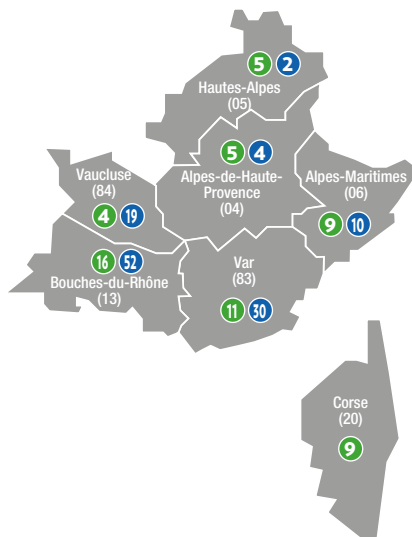 5 2
Hautes-Alpes
(05)
5 4
Alpes-de-Haute-
Provence
(04)
Alpes-Maritimes
(06)
9 10
Vaucluse
(84)
4 19
16 52
Bouches-du-Rhône
(13)
Var
(83)
11 30
Corse
(20)
9